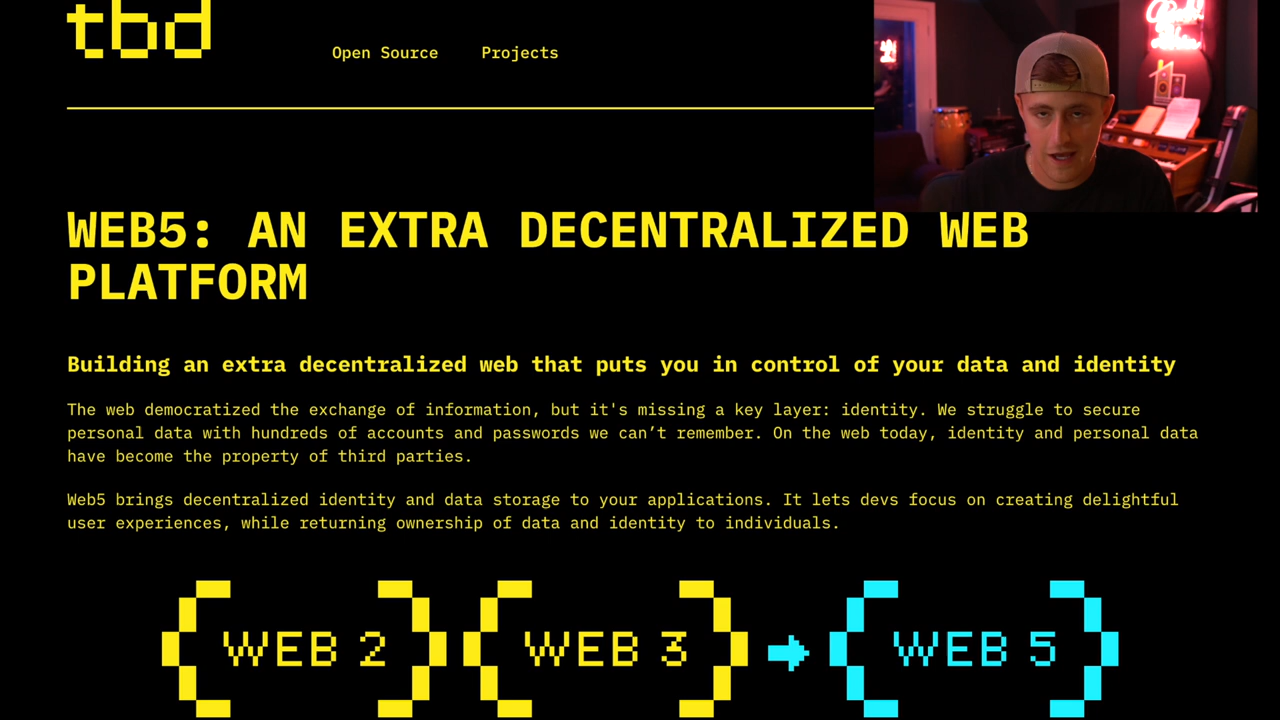 tbd
Open Source Projects
WEB5: AN EXTRA DECENTRALIZED WEB
PLATFORM
Building an extra decentralized web that puts you in control of your data and identity
The web democratized the exchange of information, but it's missing a key layer: identity. We struggle to secure
personal data with hundreds of accounts and passwords we can’t remember. On the web today, identity and personal data
have become the property of third parties.
Web5 brings decentralized identity and data storage to your applications. It lets devs focus on creating delightful
user experiences, while returning ownership of data and identity to individuals.
WEB 2 WEB 3 WEB 5